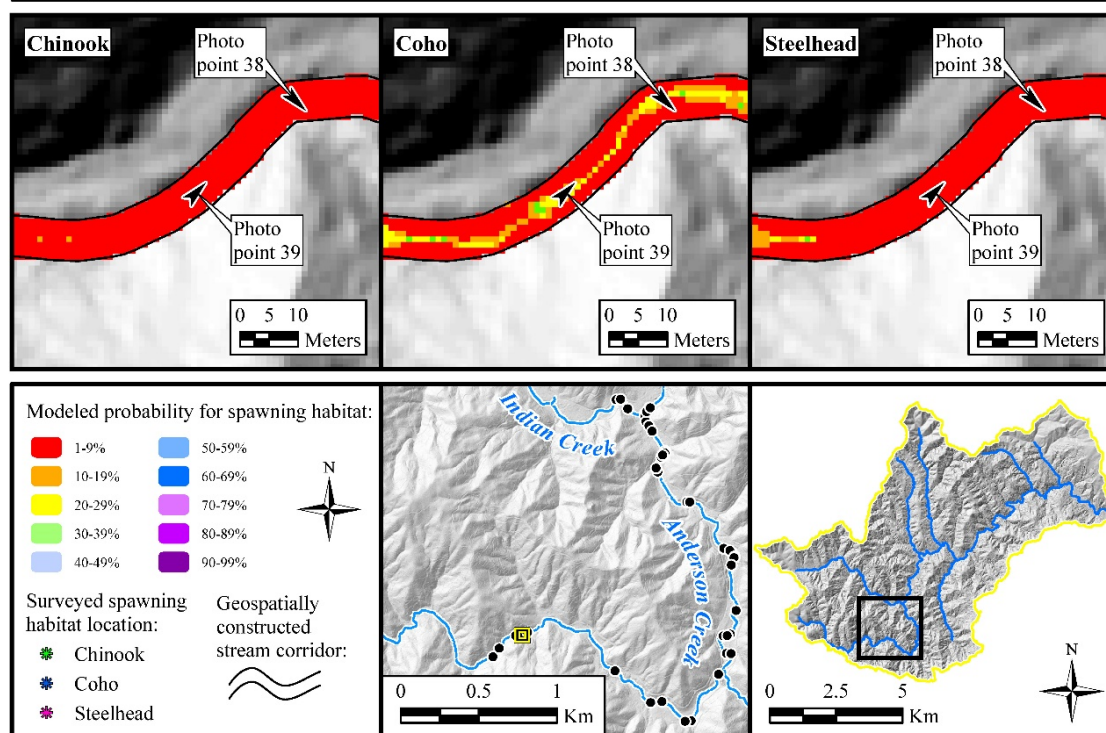 Chinook
Photo
point 38
Photo
point 39
0 5 10
Meters
Coho
Photo
point 38
Photo
point 39
0 5 10
Meters
Steelhead
Photo
point 38
Photo
point 39
0 5 10
Meters
Modeled probability for spawning habitat:
1-9%
10-19%
20-29%
30-39%
40-49%
50-59%
60-69%
70-79%
80-89%
90-99%
N
Surveyed spawning
habitat location:
Chinook
Coho
Steelhead
Geospatially
constructed
stream corridor:
Indian Creek
Anderson Creek
0 0.5 1
Km
0 2.5 5
Km
N